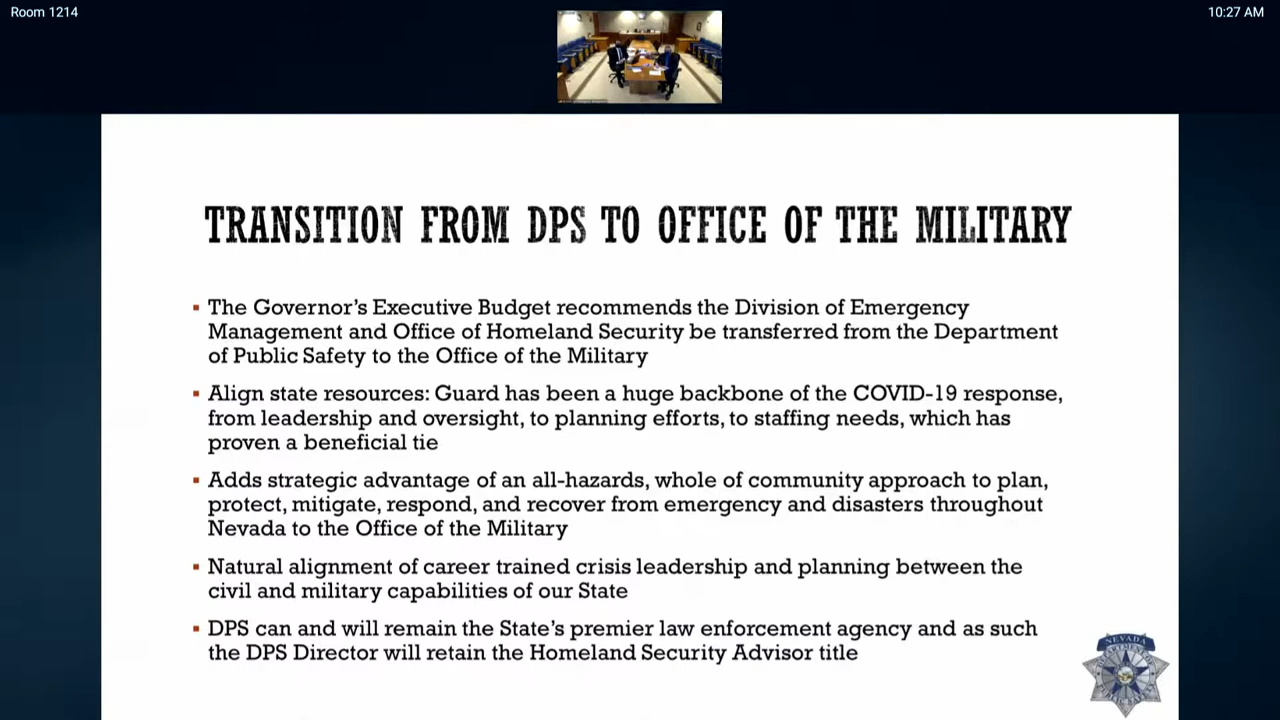 Room 1214
10:27 AM
TRANSITION FROM DPS TO OFFICE OF THE MILITARY
▪ The Governor's Executive Budget recommends the Division of Emergency
Management and Office of Homeland Security be transferred from the Department
of Public Safety to the Office of the Military
▪ Align state resources: Guard has been a huge backbone of the COVID-19 response,
from leadership and oversight, to planning efforts, to staffing needs, which has
proven a beneficial tie
▪ Adds strategic advantage of an all-hazards, whole of community approach to plan,
protect, mitigate, respond, and recover from emergency and disasters throughout
Nevada to the Office of the Military
▪ Natural alignment of career trained crisis leadership and planning between the
civil and military capabilities of our State
▪ DPS can and will remain the State's premier law enforcement agency and as such
the DPS Director will retain the Homeland Security Advisor title
NEVADA
PUBLIC SAFETY